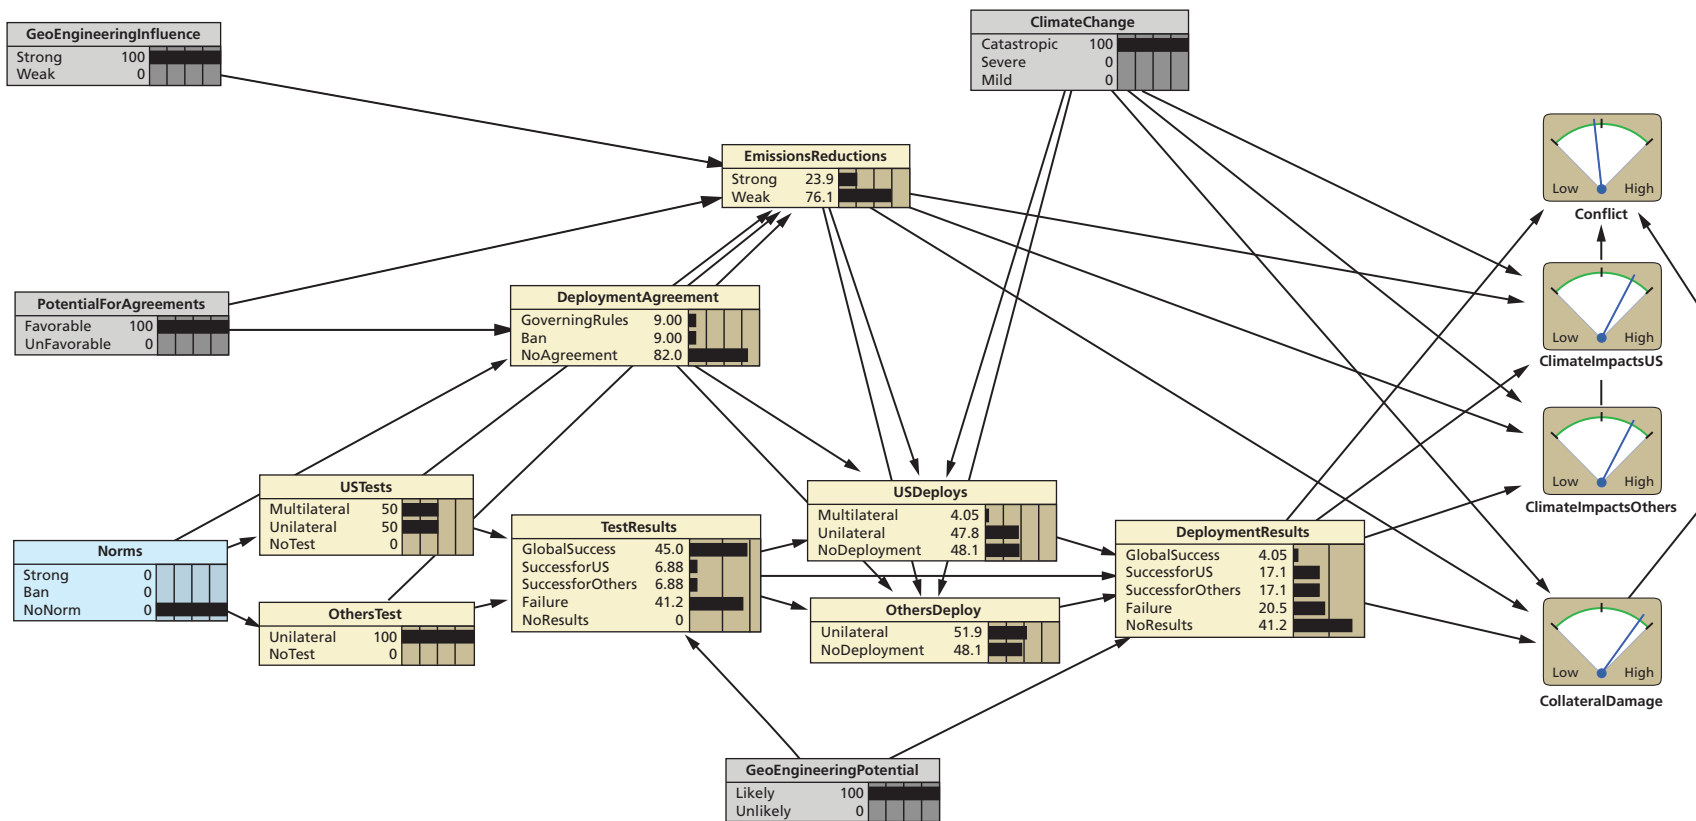 GeoEngineeringInfluence
Strong 100
Weak 0
ClimateChange
Catastropic 100
Severe 0
Mild 0
EmissionsReductions
Strong 23.9
Weak 76.1
Low High
Conflict
PotentialForAgreements
Favorable 100
UnFavorable 0
DeploymentAgreement
GoverningRules 9.00
Ban 9.00
NoAgreement 82.0
Low High
ClimateImpactsUS
USTests
Multilateral 50
Unilateral 50
NoTest 0
USDeploys
Multilateral 4.05
Unilateral 47.8
NoDeployment 48.1
Low High
ClimateImpactsOthers
Norms
Strong 0
Ban 0
NoNorm 0
TestResults
GlobalSuccess 45.0
SuccessforUS 6.88
SuccessforOthers 6.88
Failure 41.2
NoResults 0
DeploymentResults
GlobalSuccess 4.05
SuccessforUS 17.1
SuccessforOthers 17.1
Failure 20.5
NoResults 41.2
OthersTest
Unilateral 100
NoTest 0
OthersDeploy
Unilateral 51.9
NoDeployment 48.1
Low High
CollateralDamage
GeoEngineeringPotential
Likely 100
Unlikely 0